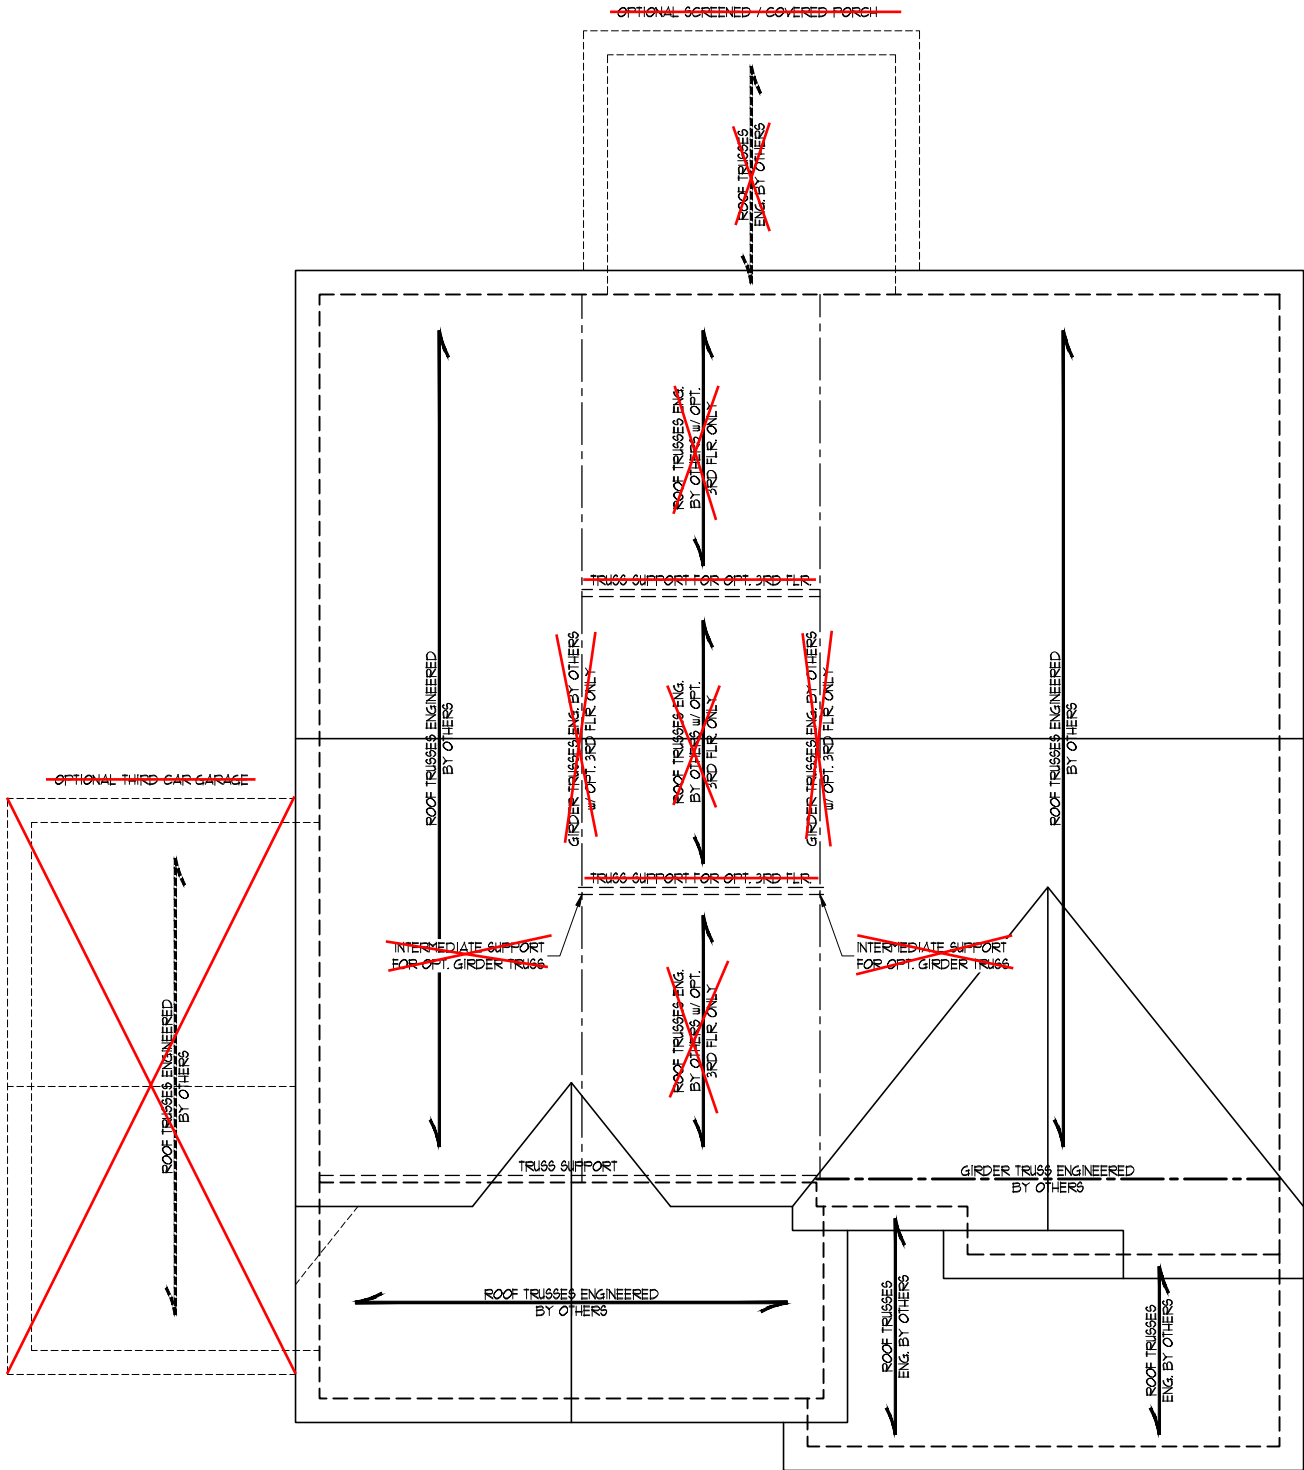 OPTIONAL SCREENED / COVERED PORCH
ROOF TRUSSES
ENG. BY OTHERS
ROOF TRUSSES ENG.
BY OTHERS w/ OPT.
3RD FLR. ONLY
TRUSS SUPPORT FOR OPT. 3RD FLR.
ROOF TRUSSES ENGINEERED
BY OTHERS
GIRDER TRUSSES ENG. BY OTHERS
w/ OPT. 3RD FLR ONLY
ROOF TRUSSES ENG.
BY OTHERS w/ OPT.
3RD FLR ONLY
GIRDER TRUSSES ENG. BY OTHERS
w/ OPT. 3RD FLR ONLY
ROOF TRUSSES ENGINEERED
BY OTHERS
OPTIONAL THIRD CAR GARAGE
TRUSS SUPPORT FOR OPT. 3RD FLR.
INTERMEDIATE SUPPORT
FOR OPT. GIRDER TRUSS
INTERMEDIATE SUPPORT
FOR OPT. GIRDER TRUSS
ROOF TRUSSES ENG.
BY OTHERS w/ OPT.
3RD FLR ONLY
ROOF TRUSSES ENGINEERED
BY OTHERS
TRUSS SUPPORT
GIRDER TRUSS ENGINEERED
BY OTHERS
ROOF TRUSSES ENGINEERED
BY OTHERS
ROOF TRUSSES
ENG. BY OTHERS
ROOF TRUSSES
ENG. BY OTHERS